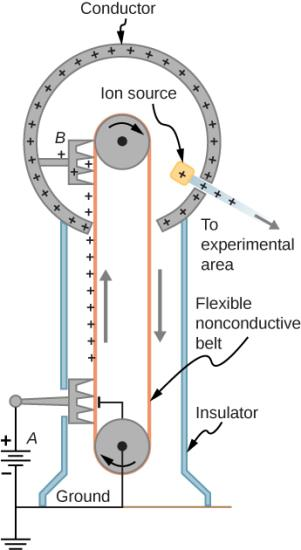 Conductor
Ion source
B
To
experimental
area
Flexible
nonconductive
belt
Insulator
A
Ground